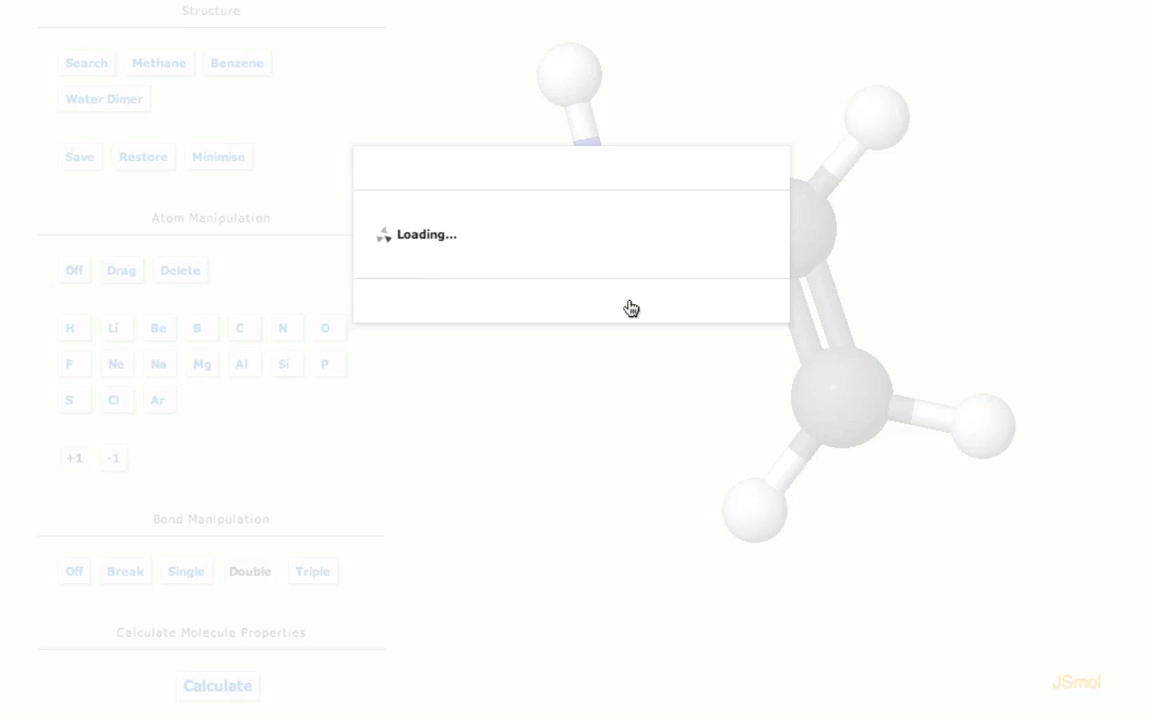 Structure
Search Methane Benzene
Water Dimer
Save Restore Minimise
Atom Manipulation
Loading...
Off Drag Delete
H Li Be B C N O
F Ne Na Mg Al Si P
S Cl Ar
+1 -1
Bond Manipulation
Off Break Single Double Triple
Calculate Molecule Properties
Calculate
JSmol